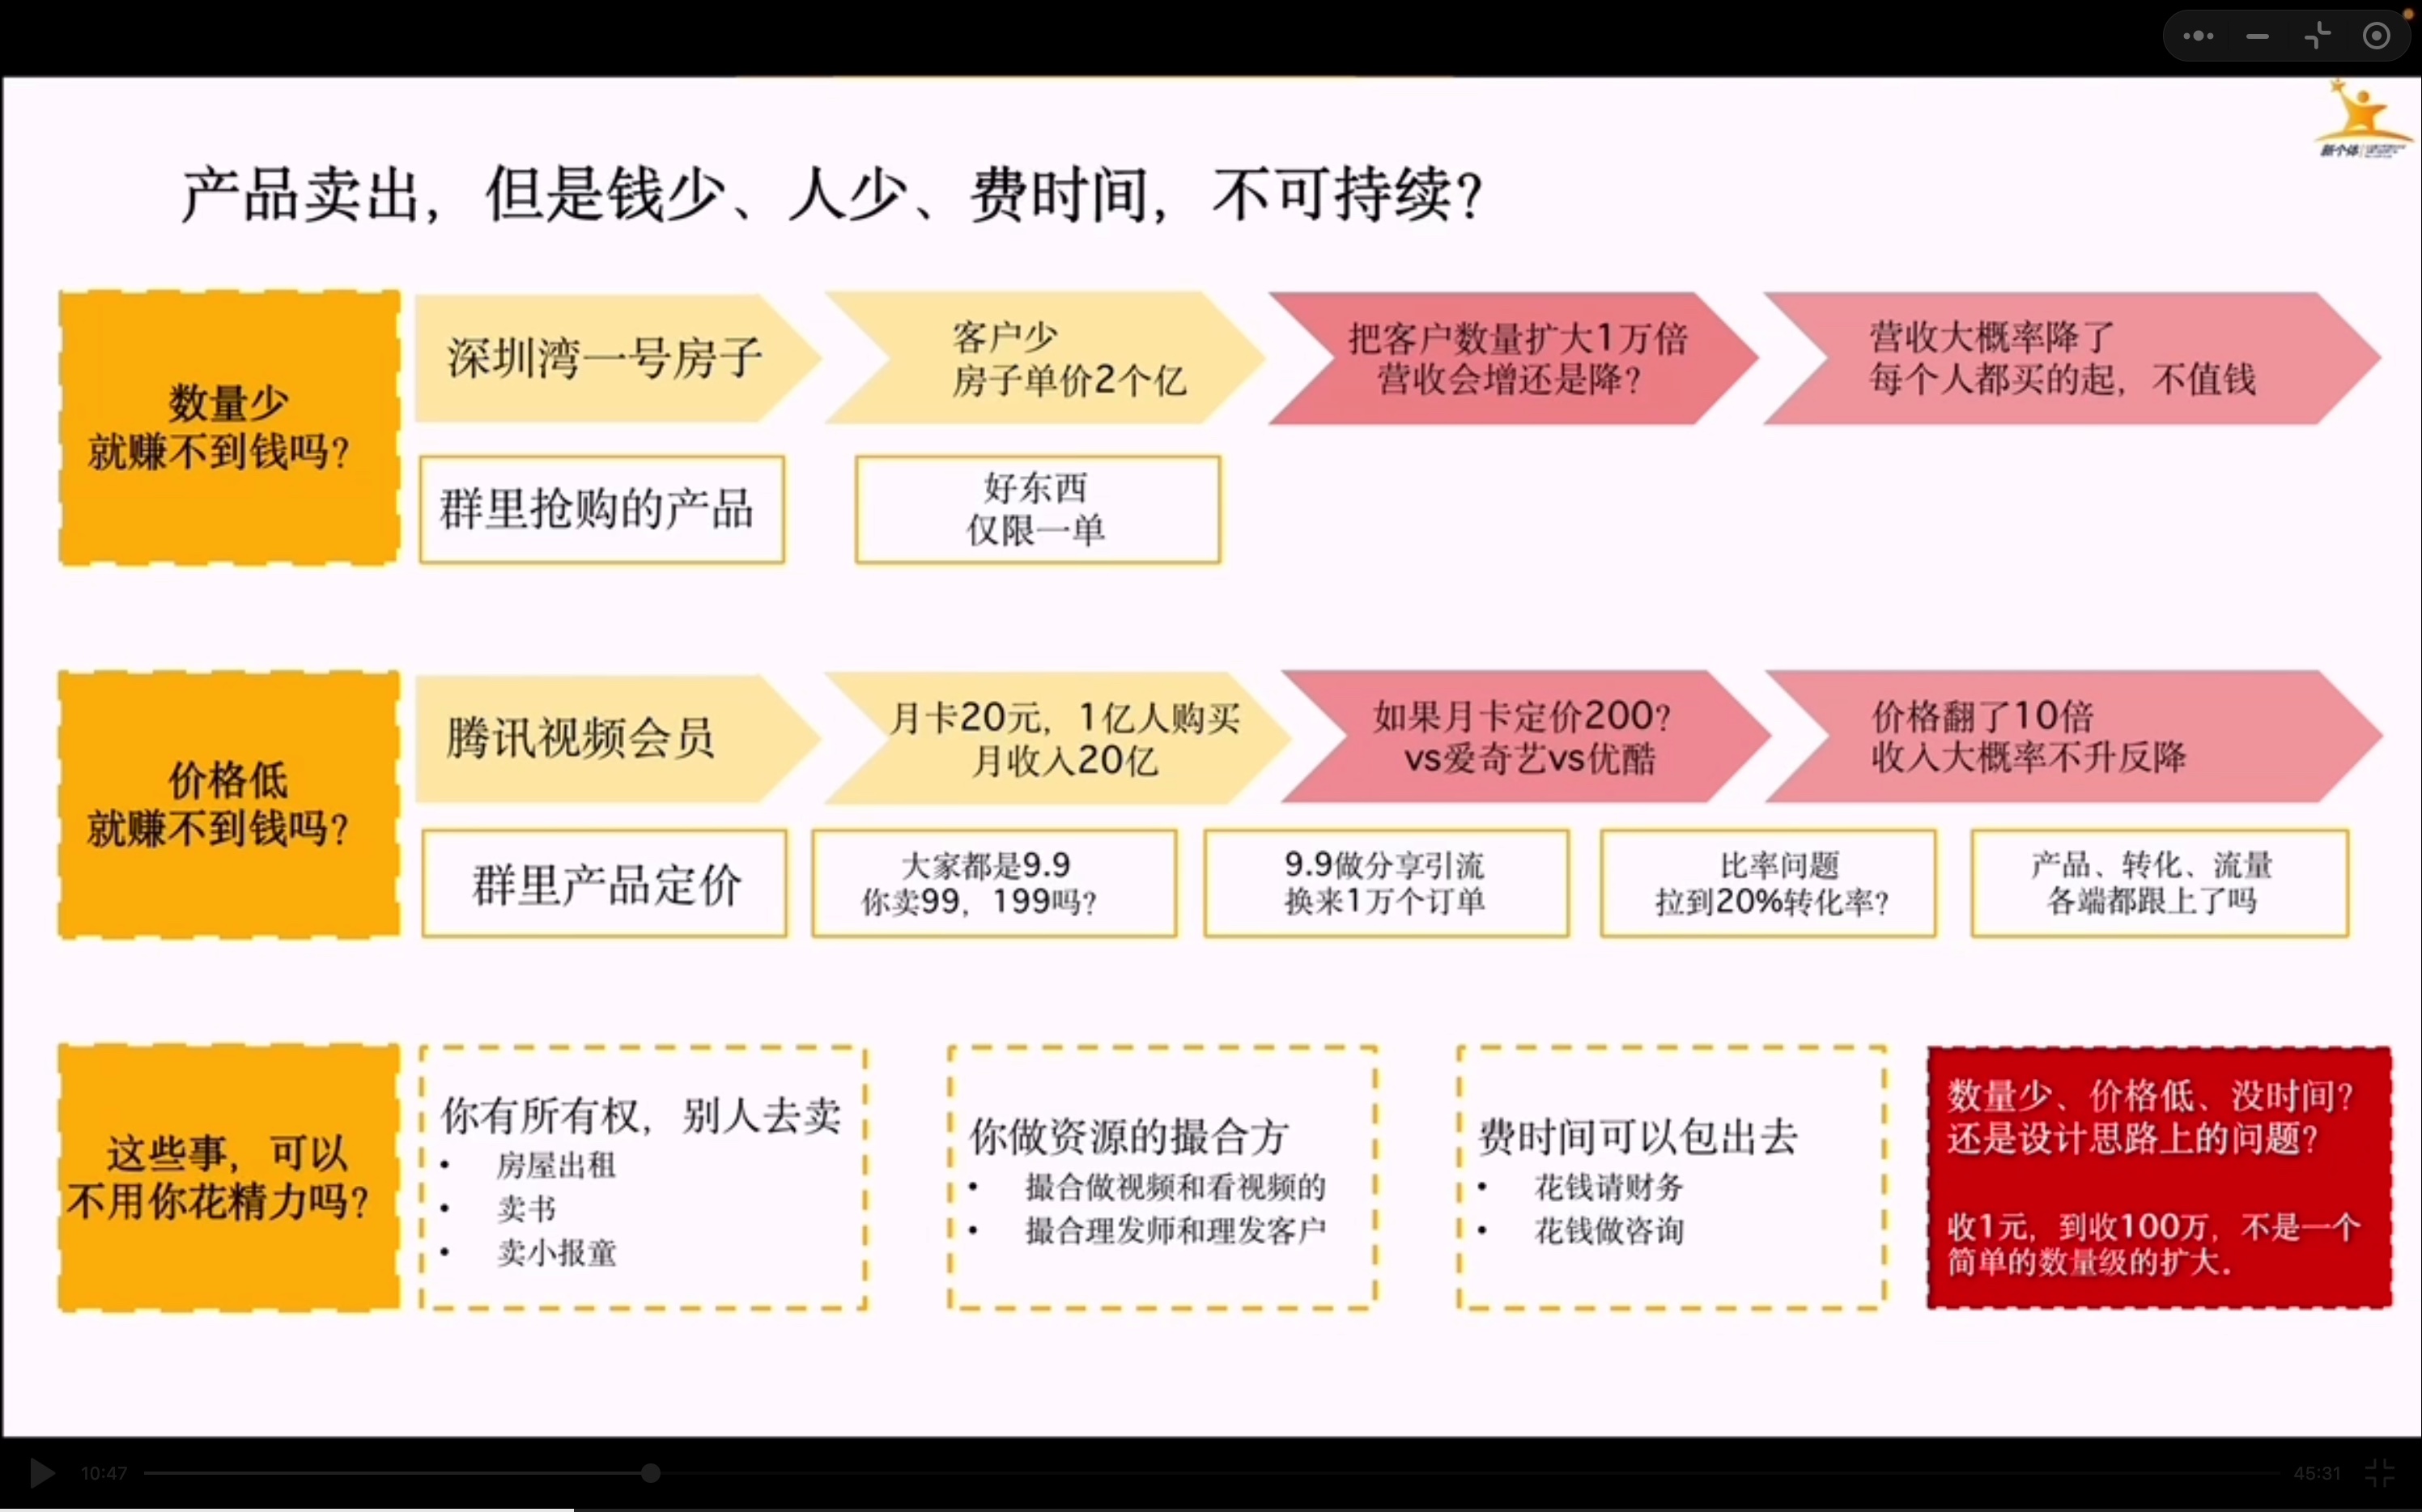 新个体
产品卖出，但是钱少、人少、费时间，不可持续？
数量少
就赚不到钱吗？
深圳湾一号房子
客户少
房子单价2个亿
把客户数量扩大1万倍
营收会增还是降？
营收大概率降了
每个人都买的起，不值钱
群里抢购的产品
好东西
仅限一单
价格低
就赚不到钱吗？
腾讯视频会员
月卡20元，1亿人购买
月收入20亿
如果月卡定价200？
vs爱奇艺vs优酷
价格翻了10倍
收入大概率不升反降
群里产品定价
大家都是9.9
你卖99，199吗？
9.9做分享引流
换来1万个订单
比率问题
拉到20%转化率？
产品、转化、流量
各端都跟上了吗
这些事，可以
不用你花精力吗？
你有所有权，别人去卖
• 房屋出租
• 卖书
• 卖小报童
你做资源的撮合方
• 撮合做视频和看视频的
• 撮合理发师和理发客户
费时间可以包出去
• 花钱请财务
• 花钱做咨询
数量少、价格低、没时间？
还是设计思路上的问题？
收1元，到收100万，不是一个
简单的数量级的扩大。
10:47
45:31